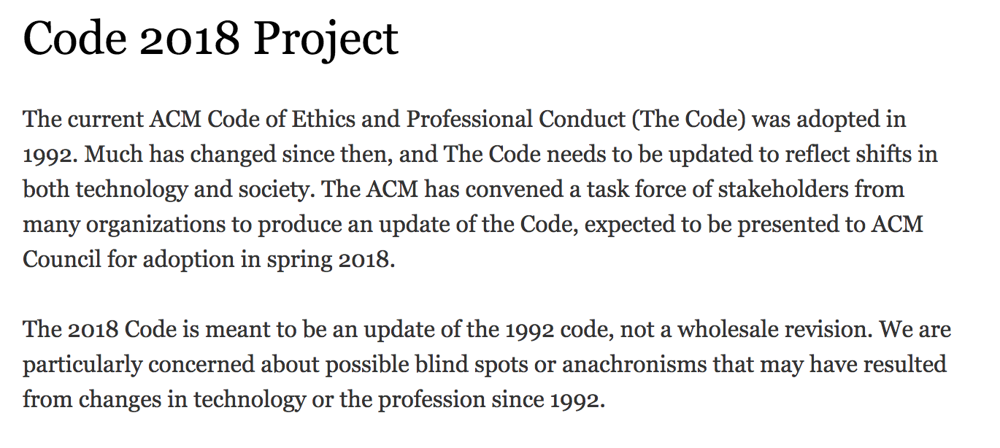 Code 2018 Project
The current ACM Code of Ethics and Professional Conduct (The Code) was adopted in
1992. Much has changed since then, and The Code needs to be updated to reflect shifts in
both technology and society. The ACM has convened a task force of stakeholders from
many organizations to produce an update of the Code, expected to be presented to ACM
Council for adoption in spring 2018.
The 2018 Code is meant to be an update of the 1992 code, not a wholesale revision. We are
particularly concerned about possible blind spots or anachronisms that may have resulted
from changes in technology or the profession since 1992.